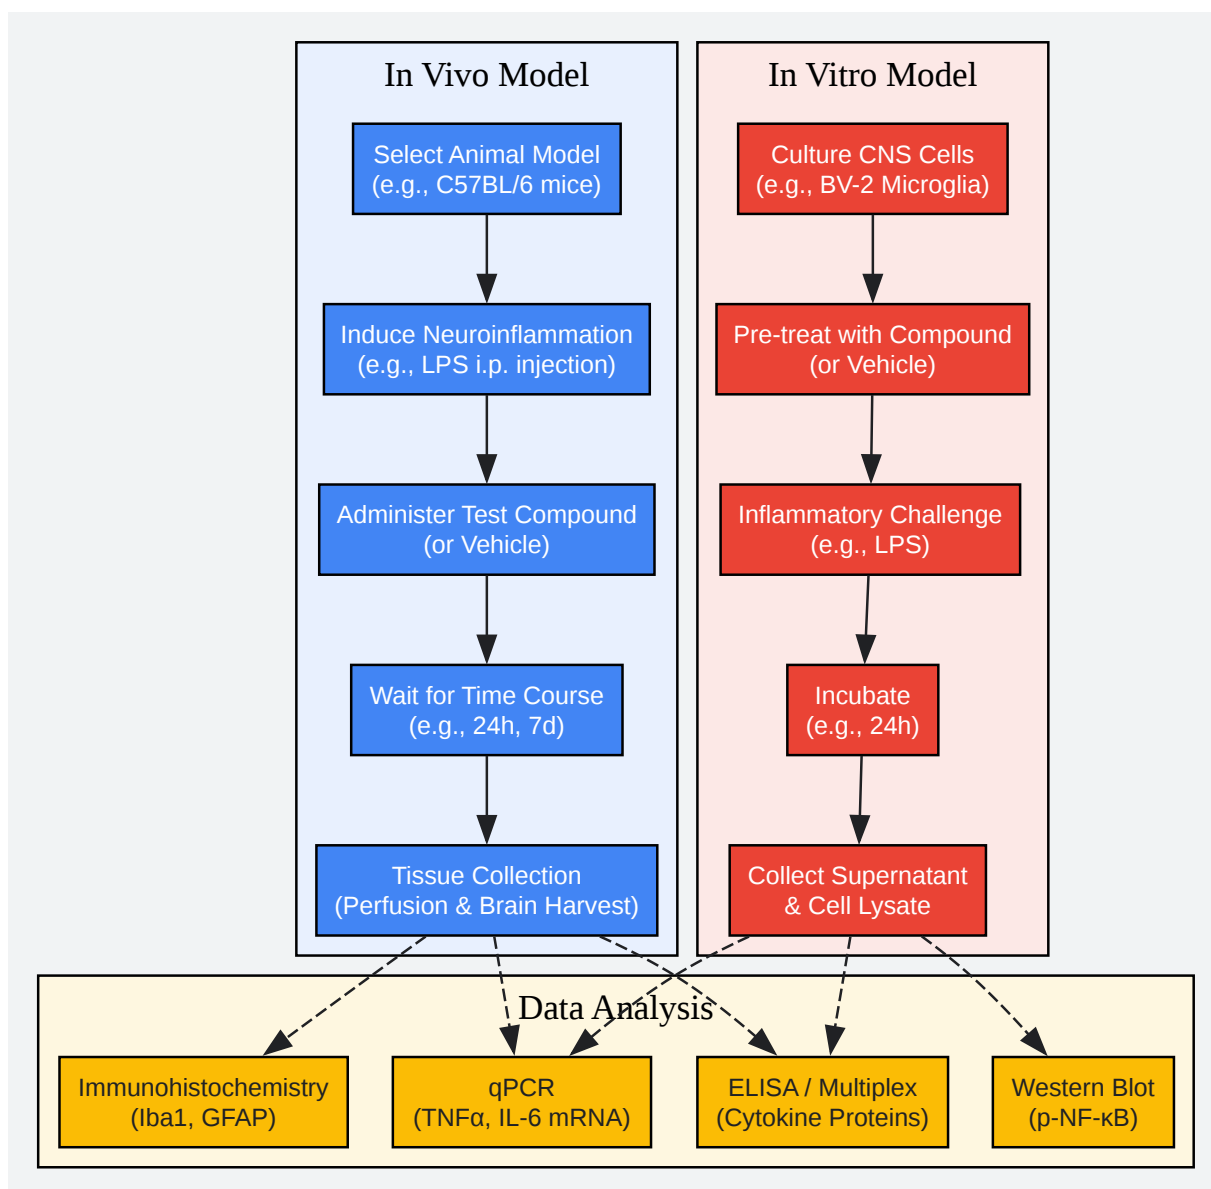 In Vivo Model
Select Animal Model
(e.g., C57BL/6 mice)
Induce Neuroinflammation
(e.g., LPS i.p. injection)
Administer Test Compound
(or Vehicle)
Wait for Time Course
(e.g., 24h, 7d)
Tissue Collection
(Perfusion & Brain Harvest)
In Vitro Model
Culture CNS Cells
(e.g., BV-2 Microglia)
Pre-treat with Compound
(or Vehicle)
Inflammatory Challenge
(e.g., LPS)
Incubate
(e.g., 24h)
Collect Supernatant
& Cell Lysate
Data Analysis
Immunohistochemistry
(Iba1, GFAP)
qPCR
(TNFα, IL-6 mRNA)
ELISA / Multiplex
(Cytokine Proteins)
Western Blot
(p-NF-κB)